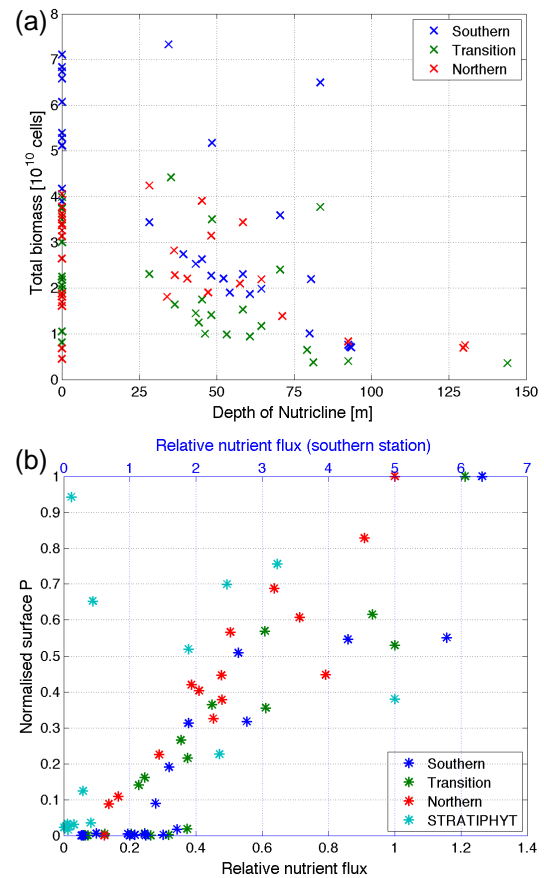 (a)
8
7
6
5
4
3
2
1
0
Total biomass [10^10 cells]
Southern
Transition
Northern
0 25 50 75 100 125 150
Depth of Nutricline [m]
(b)
Relative nutrient flux (southern station)
0 1 2 3 4 5 6 7
1
0.9
0.8
0.7
0.6
0.5
0.4
0.3
0.2
0.1
0
Normalised surface P
Southern
Transition
Northern
STRATIPHYT
0 0.2 0.4 0.6 0.8 1 1.2 1.4
Relative nutrient flux